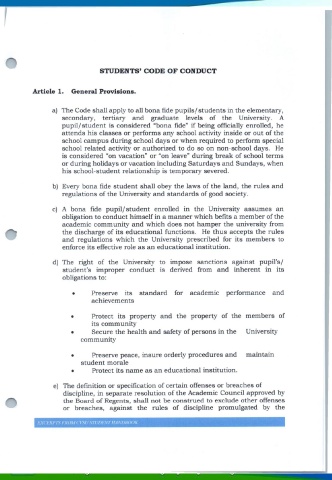 STUDENTS' CODE OF CONDUCT
Article 1. General Provisions.
a) The Code shall apply to all bona fide pupils/students in the elementary,
secondary, tertiary and graduate levels of the University. A
pupil/student is considered "bona fide" if being officially enrolled, he
attends his classes or performs any school activity inside or out of the
school campus during school days or when required to perform special
school related activity or authorized to do so on non-school days. He
is considered "on vacation" or "on leave" during break of school terms
or during holidays or vacation including Saturdays and Sundays, when
his school-student relationship is temporary severed.
b) Every bona fide student shall obey the laws of the land, the rules and
regulations of the University and standards of good society.
c) A bona fide pupil/student enrolled in the University assumes an
obligation to conduct himself in a manner which befits a member of the
academic community and which does not hamper the university from
the discharge of its educational functions. He thus accepts the rules
and regulations which the University prescribed for its members to
enforce its effective role as an educational institution.
d) The right of the University to impose sanctions against pupil's/
student's improper conduct is derived from and inherent in its
obligations to:
• Preserve its standard for academic performance and
achievements
• Protect its property and the property of the members of
its community
• Secure the health and safety of persons in the University
community
• Preserve peace, insure orderly procedures and maintain
student morale
• Protect its name as an educational institution.
e) The definition or specification of certain offenses or breaches of
discipline, in separate resolution of the Academic Council approved by
the Board of Regents, shall not be construed to exclude other offenses
or breaches, against the rules of discipline promulgated by the
EXCERPTS FROM CTU STUDENT HANDBOOK